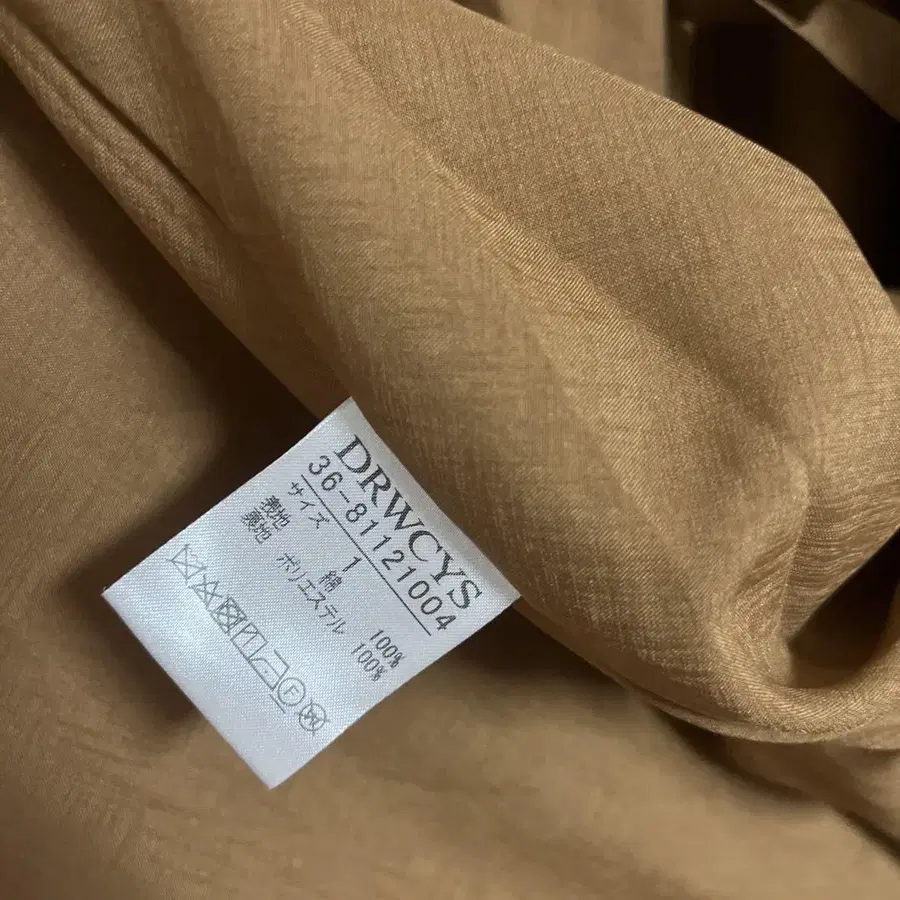 DRWCYS
36-81121004
サイズ 1
表地 綿 100%
裏地 ポリエステル 100%
F
W